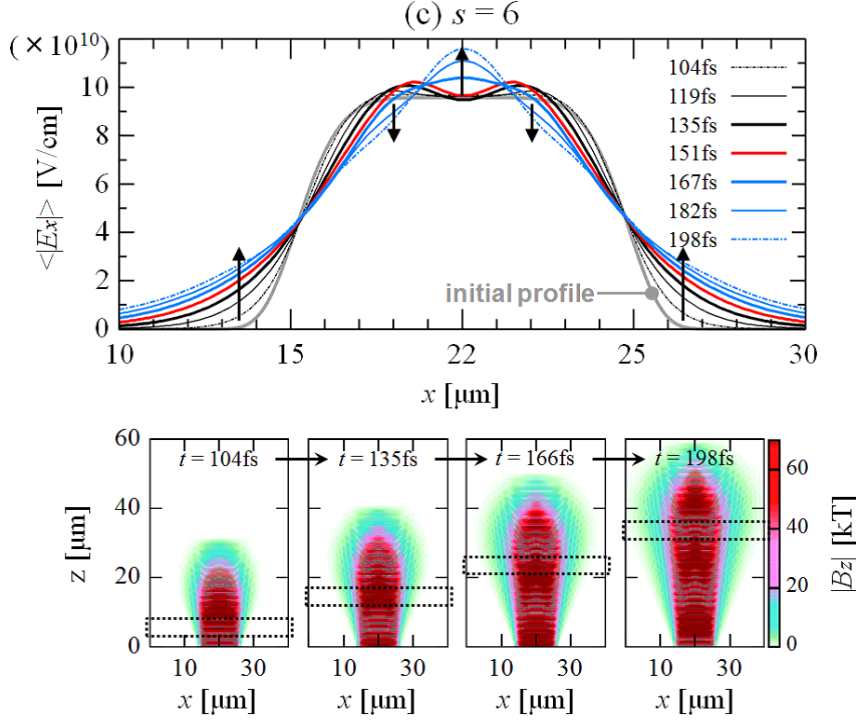 (c) s = 6
(×10¹⁰)
12
10
8
6
4
2
0
<|Ex|> [V/cm]
104fs
119fs
135fs
151fs
167fs
182fs
198fs
initial profile
10 15 22 25 30
x [μm]
60
40
20
0
z [μm]
t = 104fs t = 135fs t = 166fs t = 198fs
60
40
20
0
|Bz| [kT]
10 30 10 30 10 30 10 30
x [μm] x [μm] x [μm] x [μm]